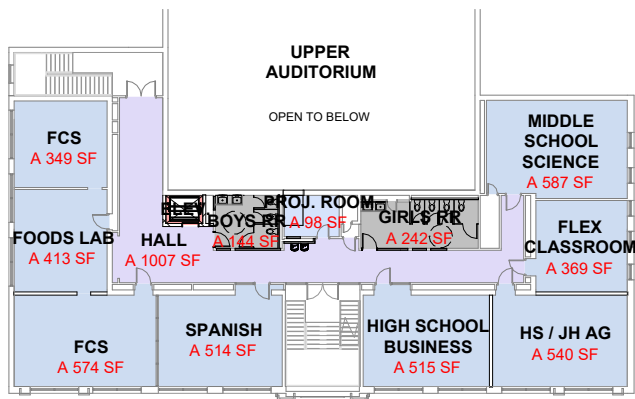 UPPER
AUDITORIUM
OPEN TO BELOW
FCS
A 349 SF
MIDDLE
SCHOOL
SCIENCE
A 587 SF
PROJ. ROOM
A 98 SF
BOYS RR
A 144 SF
GIRLS RR
A 242 SF
FOODS LAB
A 413 SF
HALL
A 1007 SF
FLEX
CLASSROOM
A 369 SF
FCS
A 574 SF
SPANISH
A 514 SF
HIGH SCHOOL
BUSINESS
A 515 SF
HS / JH AG
A 540 SF